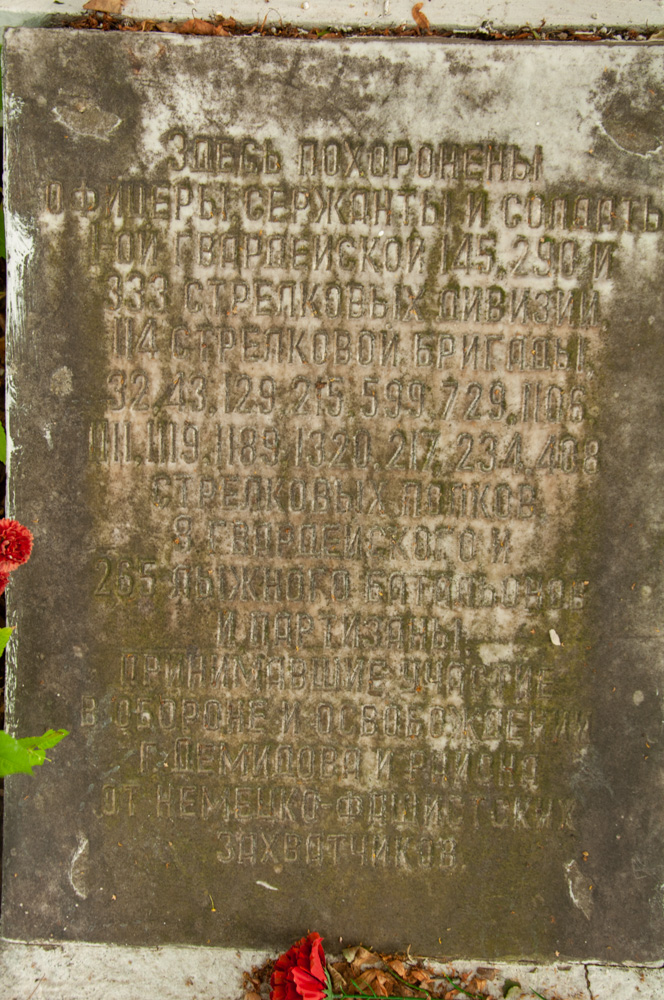 Здесь похоронены
офицеры, сержанты и солдаты
1-ой гвардейской, 145, 290 и
333 стрелковых дивизий,
114 стрелковой бригады,
32, 43, 129, 215, 599, 729, 1106,
1111, 1119, 1189, 1320, 217, 234, 408
стрелковых полков,
гвардейского и
265 лыжного батальонов
и партизаны,
принимавшие участие
в обороне и освобождении
г. Демидова и района
от немецко-фашистских
захватчиков.